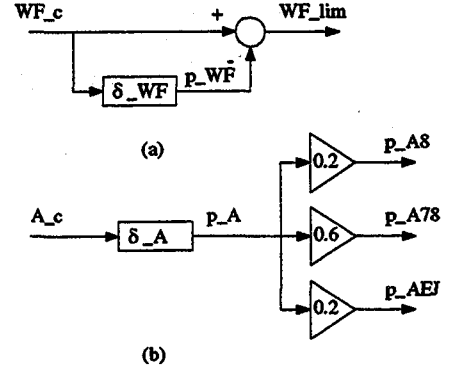 WF_c
+
WF_lim
δ_WF
p_WF
-
(a)
A_c
δ_A
p_A
0.2
p_A8
0.6
p_A78
0.2
p_AEJ
(b)